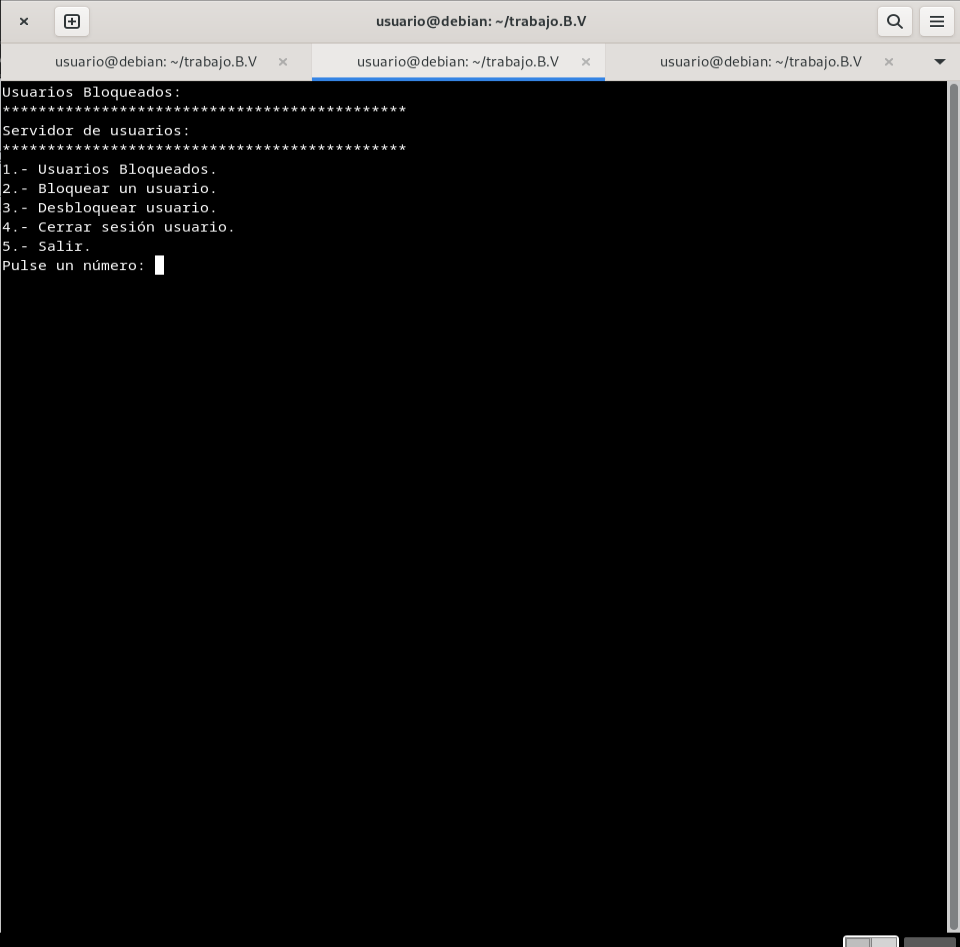 usuario@debian: ~/trabajo.B.V
usuario@debian: ~/trabajo.B.V
usuario@debian: ~/trabajo.B.V
usuario@debian: ~/trabajo.B.V
Usuarios Bloqueados:
*********************************************
Servidor de usuarios:
*********************************************
1.- Usuarios Bloqueados.
2.- Bloquear un usuario.
3.- Desbloquear usuario.
4.- Cerrar sesión usuario.
5.- Salir.
Pulse un número: